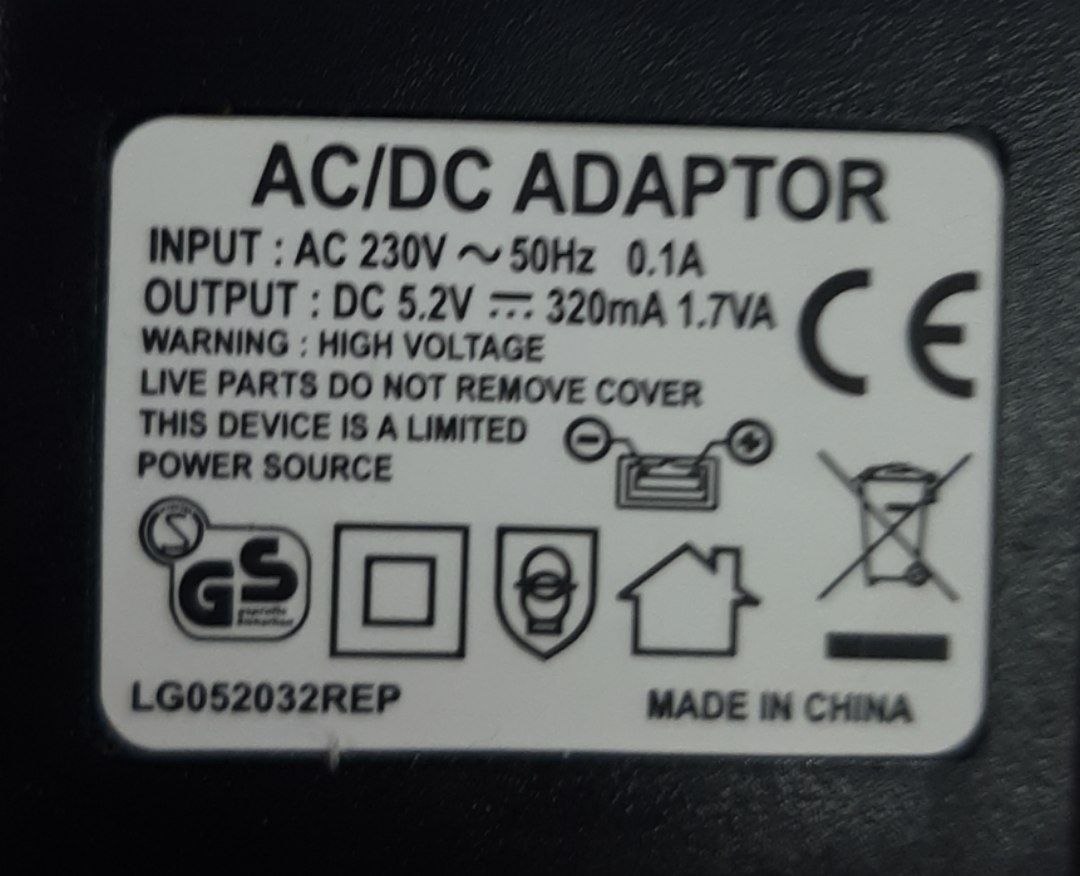 AC/DC ADAPTOR
INPUT : AC 230V ~ 50Hz 0.1A
OUTPUT : DC 5.2V ⎓ 320mA 1.7VA
WARNING : HIGH VOLTAGE
LIVE PARTS DO NOT REMOVE COVER
THIS DEVICE IS A LIMITED
POWER SOURCE
CE
S
GS
LG052032REP
MADE IN CHINA